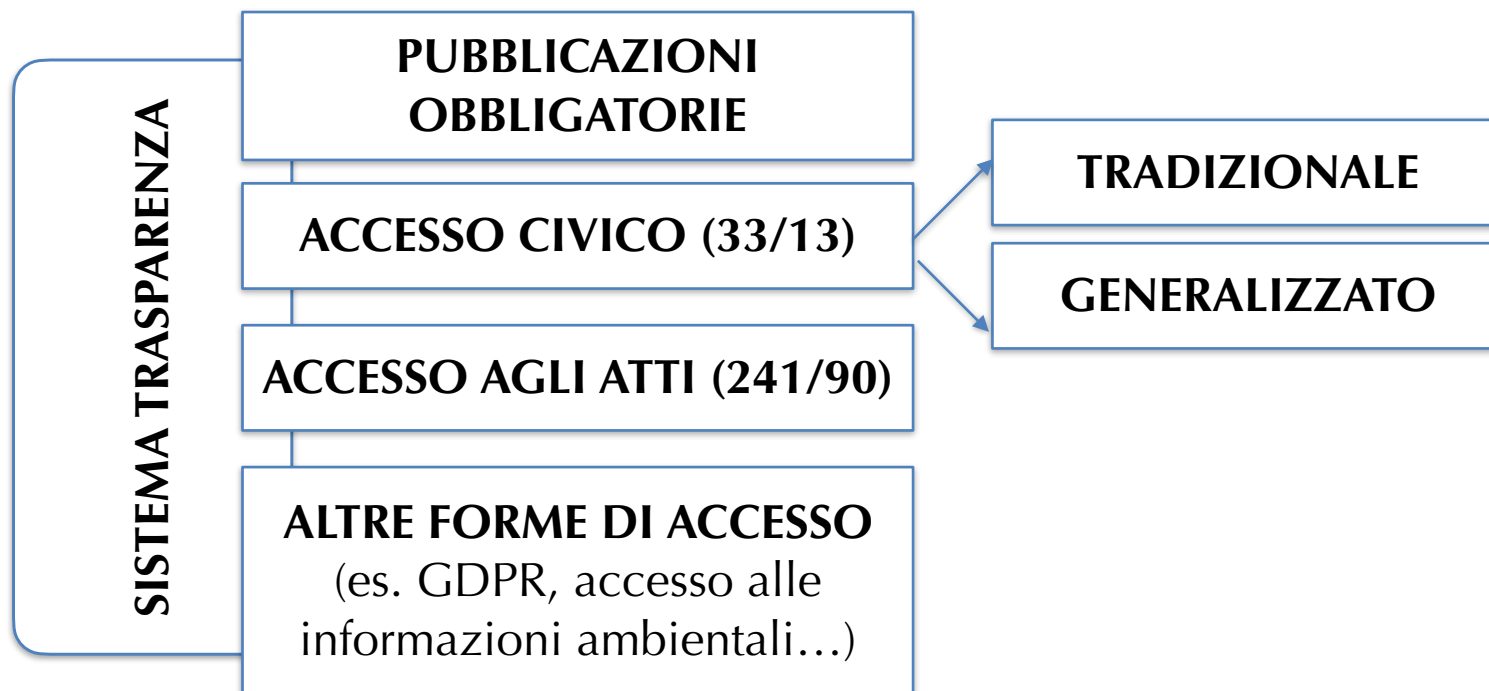 SISTEMA TRASPARENZA
PUBBLICAZIONI
OBBLIGATORIE
ACCESSO CIVICO (33/13)
TRADIZIONALE
GENERALIZZATO
ACCESSO AGLI ATTI (241/90)
ALTRE FORME DI ACCESSO
(es. GDPR, accesso alle
informazioni ambientali…)